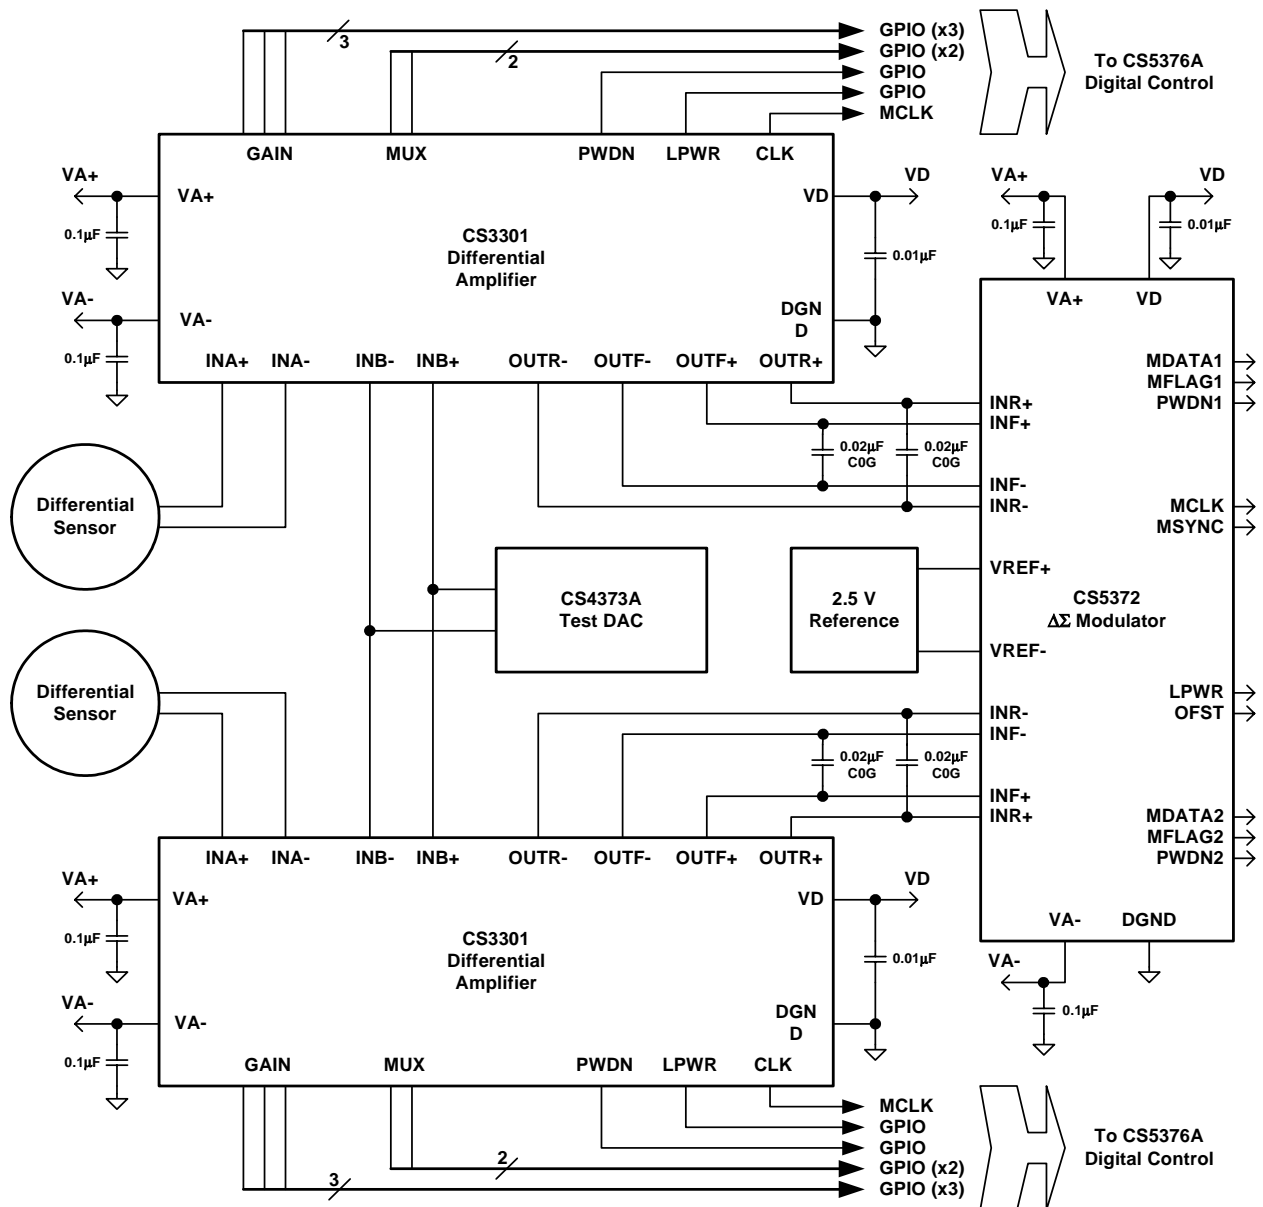 GPIO (x3)
3
GPIO (x2)
2
GPIO
GPIO
MCLK
To CS5376A
Digital Control
GAIN
MUX
PWDN
LPWR
CLK
VA+
VA+
0.1µF
VD
VD
0.01µF
CS3301
Differential
Amplifier
VA-
VA-
0.1µF
DGN
D
INA+
INA-
INB-
INB+
OUTR-
OUTF-
OUTF+
OUTR+
VA+
0.1µF
VD
0.01µF
VA+
VD
MDATA1
MFLAG1
PWDN1
INR+
INF+
0.02µF
C0G
0.02µF
C0G
INF-
INR-
MCLK
MSYNC
Differential
Sensor
CS4373A
Test DAC
2.5 V
Reference
VREF+
CS5372
ΔΣ Modulator
VREF-
Differential
Sensor
LPWR
OFST
INR-
INF-
0.02µF
C0G
0.02µF
C0G
INF+
INR+
MDATA2
MFLAG2
PWDN2
INA+
INA-
INB-
INB+
OUTR-
OUTF-
OUTF+
OUTR+
VA+
VA+
0.1µF
VD
VD
0.01µF
CS3301
Differential
Amplifier
VA-
DGND
VA-
0.1µF
VA-
VA-
0.1µF
DGN
D
GAIN
MUX
PWDN
LPWR
CLK
MCLK
GPIO
GPIO
2
GPIO (x2)
3
GPIO (x3)
To CS5376A
Digital Control